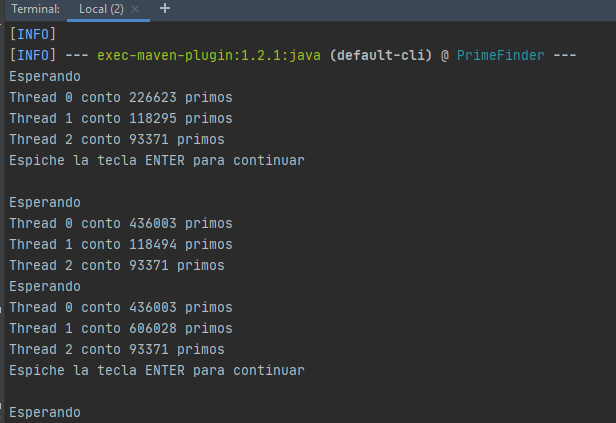 Terminal: Local (2) × +
[INFO]
[INFO] --- exec-maven-plugin:1.2.1:java (default-cli) @ PrimeFinder ---
Esperando
Thread 0 conto 226623 primos
Thread 1 conto 118295 primos
Thread 2 conto 93371 primos
Espiche la tecla ENTER para continuar
Esperando
Thread 0 conto 436003 primos
Thread 1 conto 118494 primos
Thread 2 conto 93371 primos
Esperando
Thread 0 conto 436003 primos
Thread 1 conto 606028 primos
Thread 2 conto 93371 primos
Espiche la tecla ENTER para continuar
Esperando